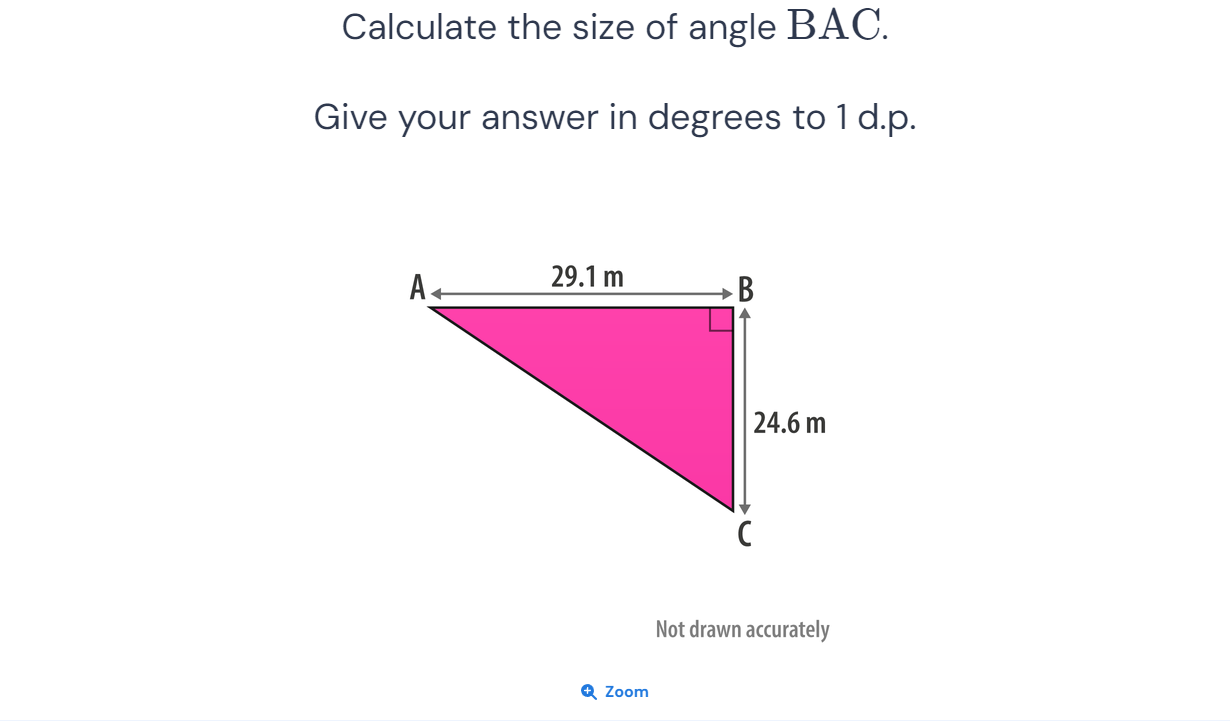 Calculate the size of angle BAC.
Give your answer in degrees to 1 d.p.
29.1 m
A
B
24.6 m
C
Not drawn accurately
Zoom